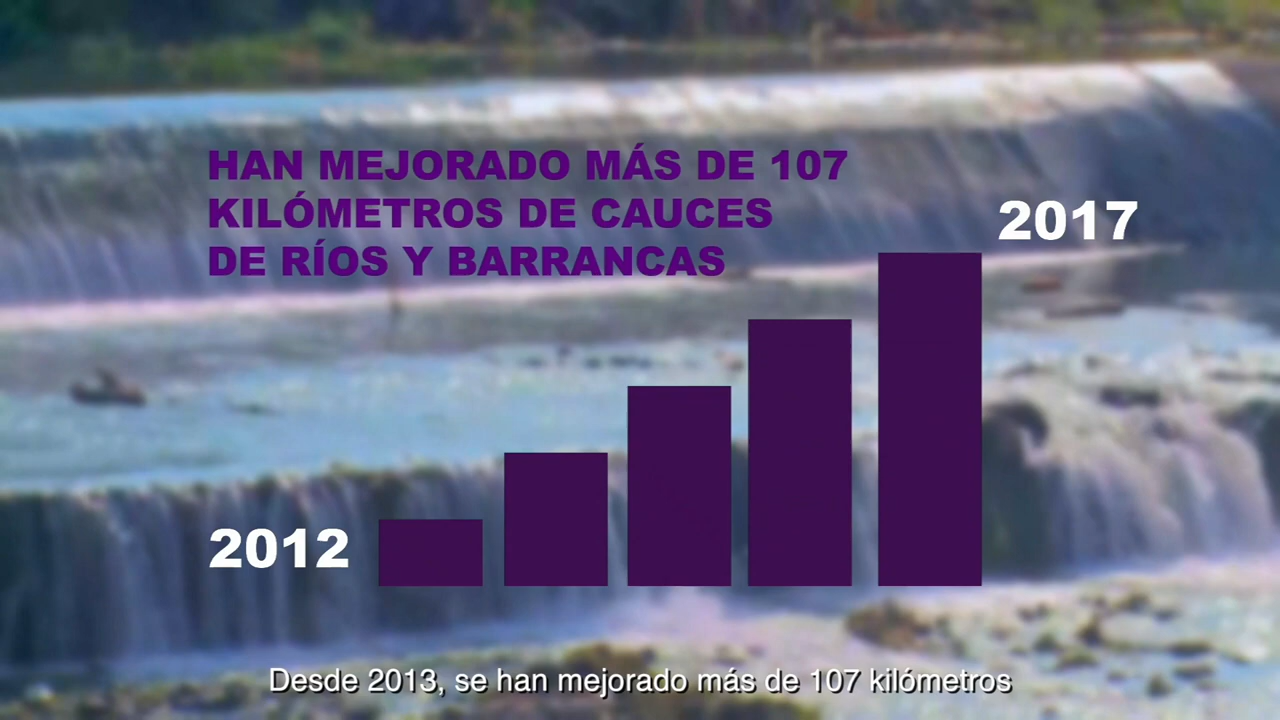 HAN MEJORADO MÁS DE 107
KILÓMETROS DE CAUCES
DE RÍOS Y BARRANCAS
2017
2012
Desde 2013, se han mejorado más de 107 kilómetros